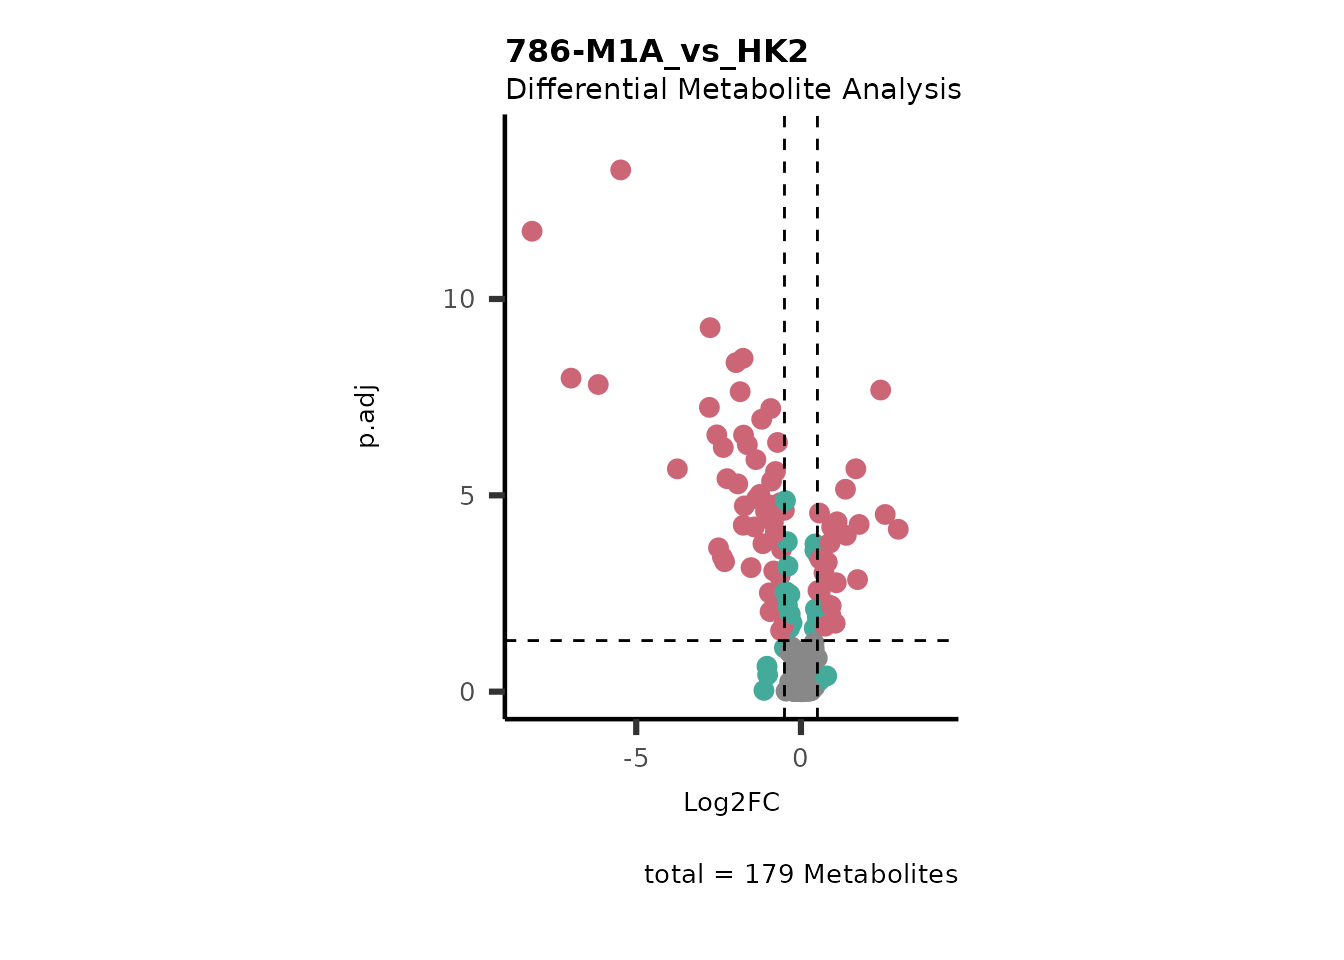 786-M1A_vs_HK2
Differential Metabolite Analysis
10
5
0
p.adj
-5
0
Log2FC
total = 179 Metabolites